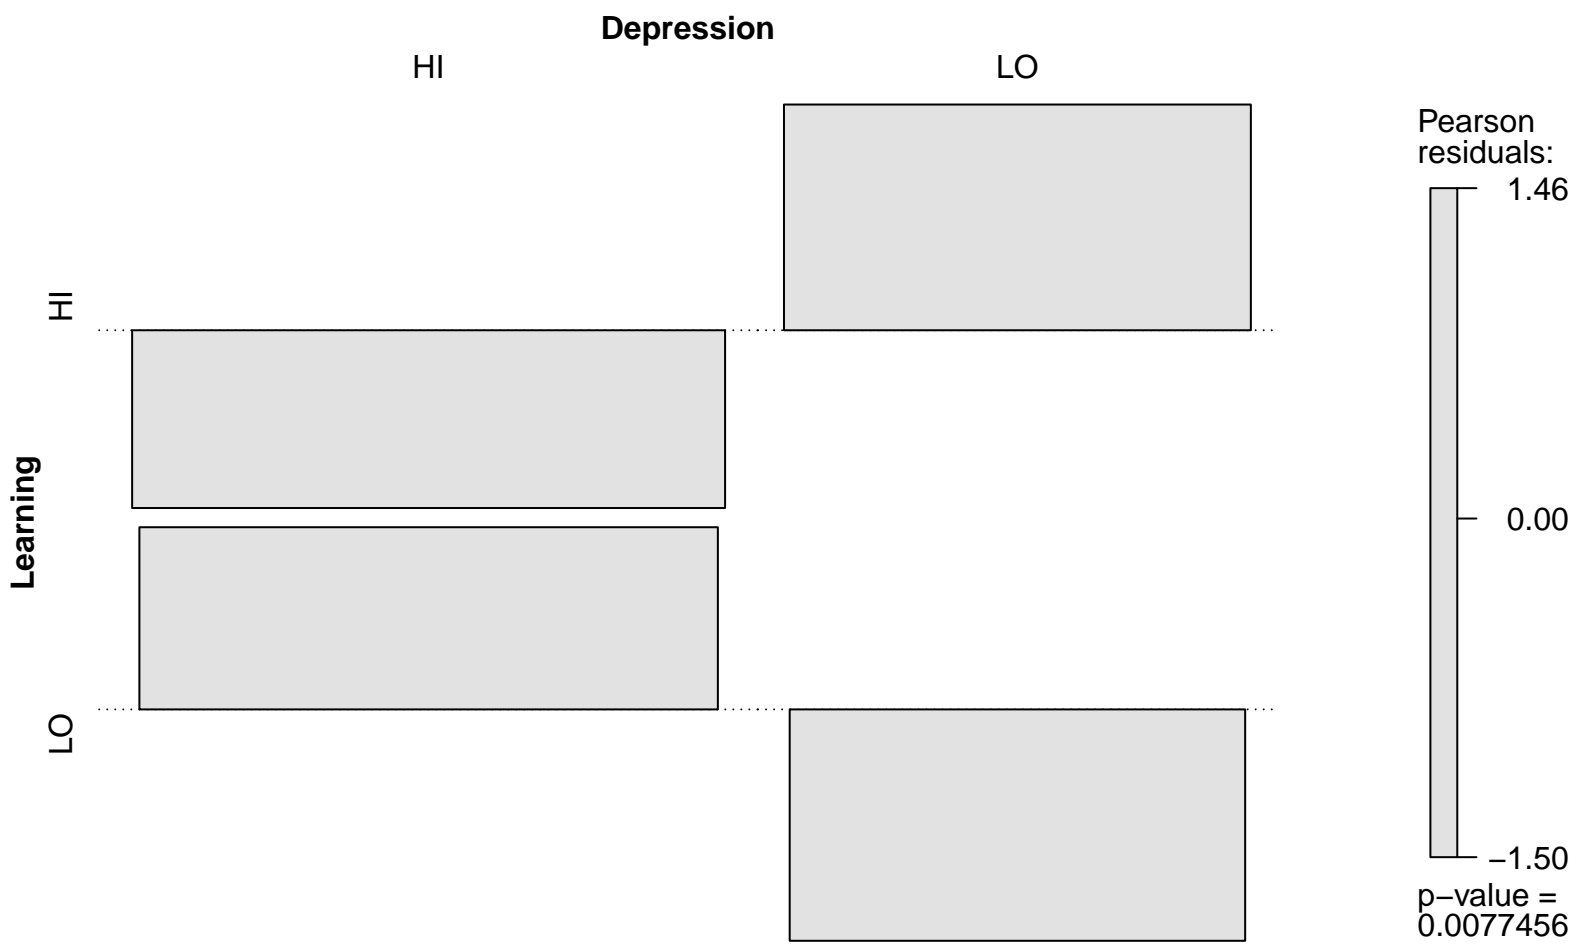 Depression
HI
LO
HI
Learning
LO
Pearson
residuals:
1.46
0.00
−1.50
p−value =
0.0077456